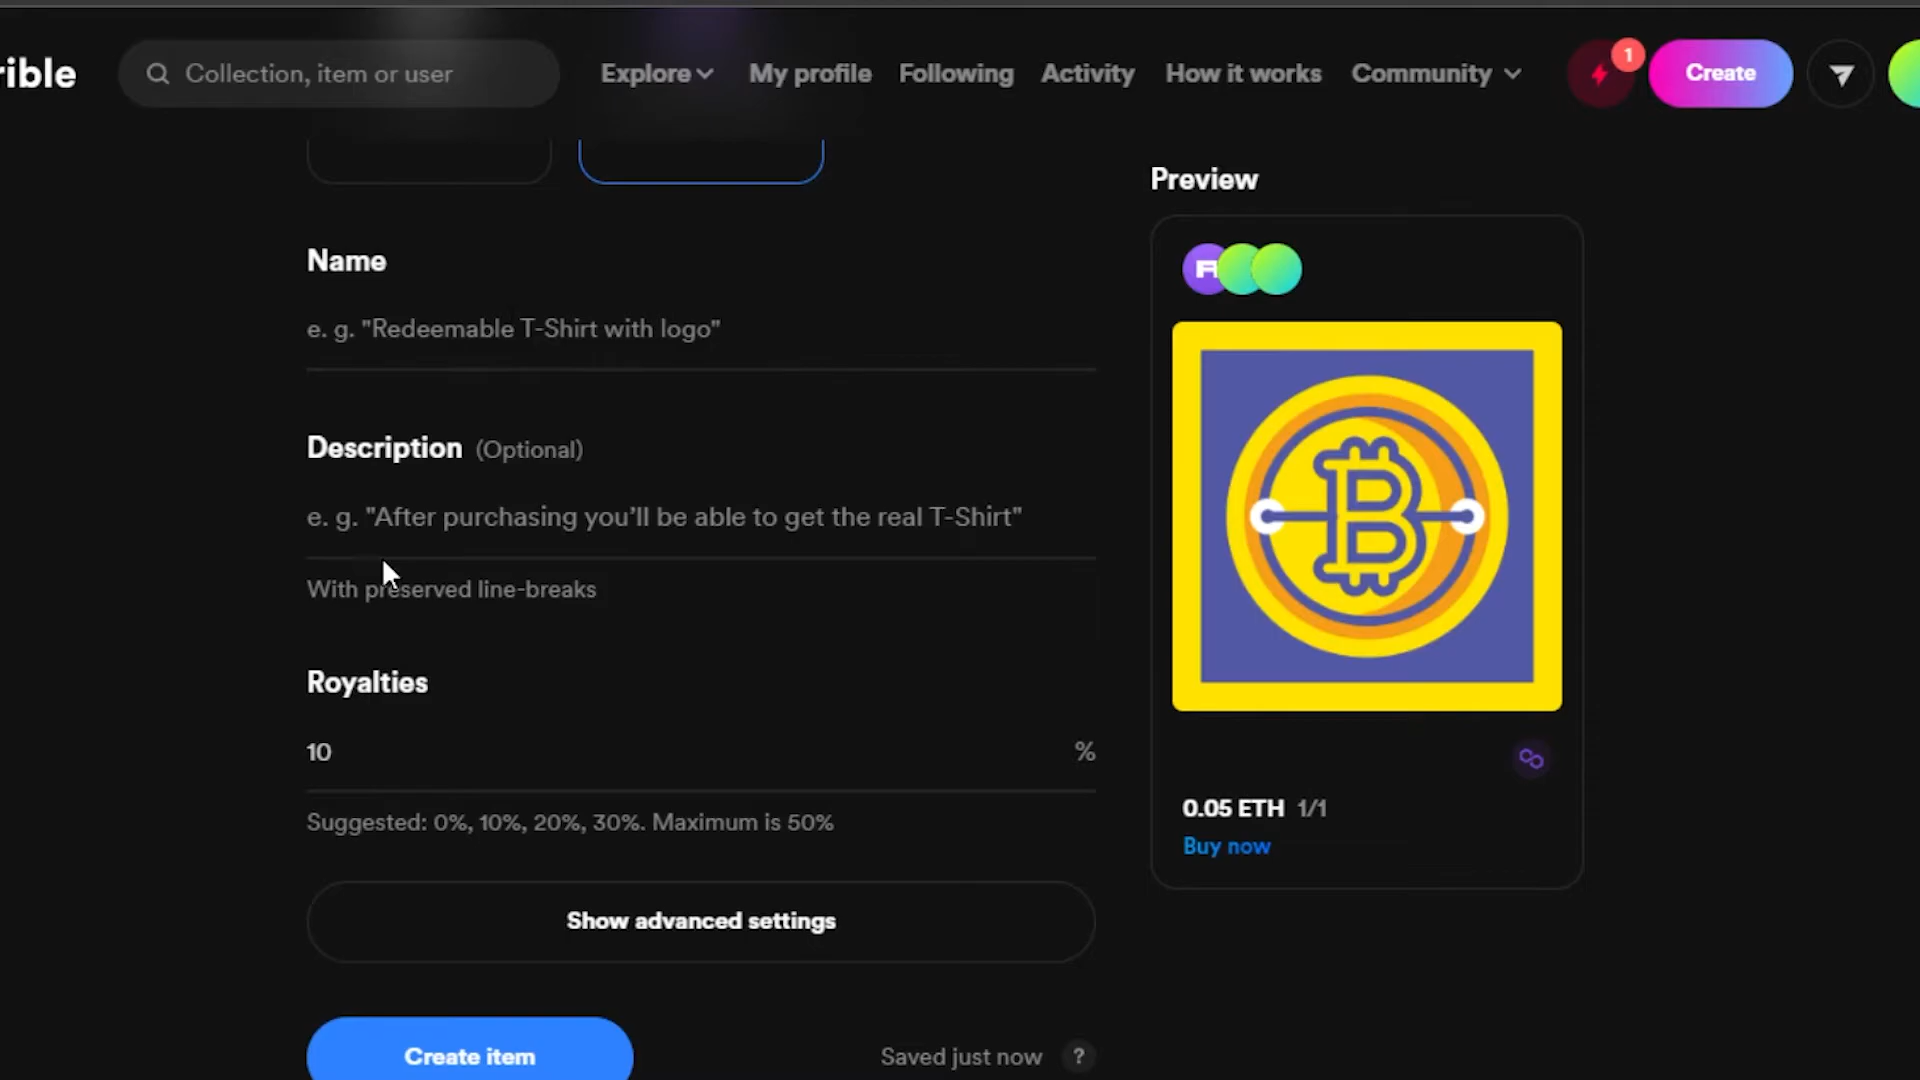 rible
Collection, item or user
Explore
My profile
Following
Activity
How it works
Community
1
Create
Preview
Name
e. g. "Redeemable T-Shirt with logo"
Description (Optional)
e. g. "After purchasing you’ll be able to get the real T-Shirt"
With preserved line-breaks
Royalties
10 %
Suggested: 0%, 10%, 20%, 30%. Maximum is 50%
Show advanced settings
Create item
Saved just now ?
0.05 ETH 1/1
Buy now